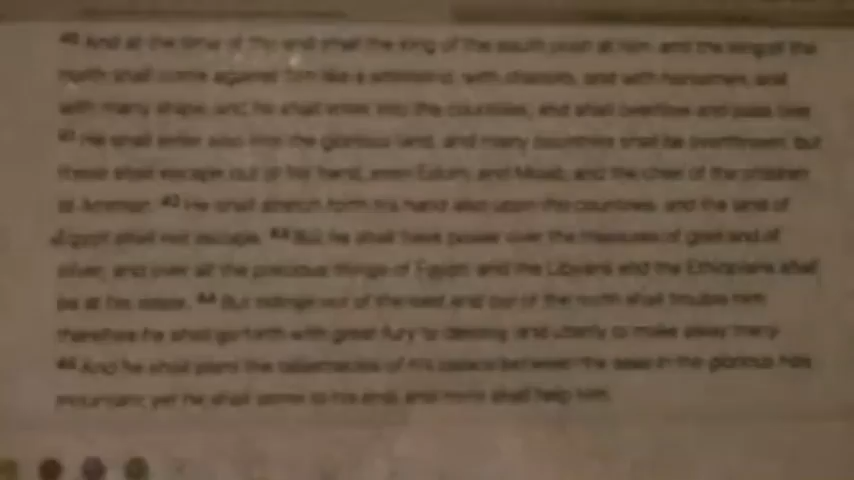 40 And at the time of the end shall the king of the south push at him: and the king of the
north shall come against him like a whirlwind, with chariots, and with horsemen, and
with many ships; and he shall enter into the countries, and shall overflow and pass over.
41 He shall enter also into the glorious land, and many countries shall be overthrown: but
these shall escape out of his hand, even Edom, and Moab, and the chief of the children
of Ammon. 42 He shall stretch forth his hand also upon the countries: and the land of
Egypt shall not escape. 43 But he shall have power over the treasures of gold and of
silver, and over all the precious things of Egypt: and the Libyans and the Ethiopians shall
be at his steps. 44 But tidings out of the east and out of the north shall trouble him:
therefore he shall go forth with great fury to destroy, and utterly to make away many.
45 And he shall plant the tabernacles of his palace between the seas in the glorious holy
mountain; yet he shall come to his end, and none shall help him.